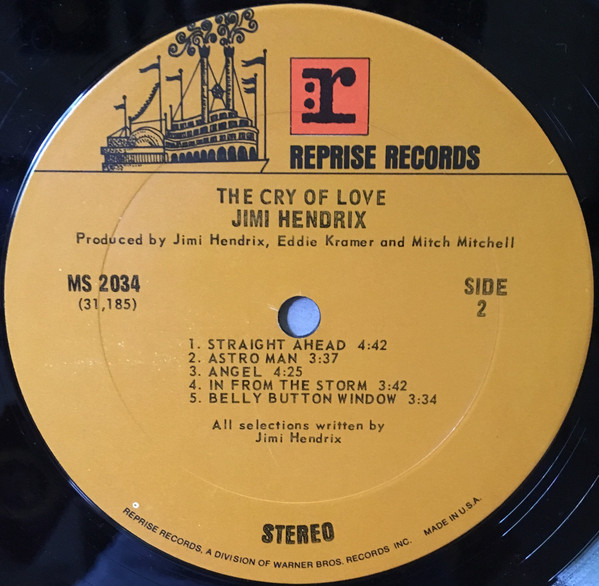 :r
REPRISE RECORDS
THE CRY OF LOVE
JIMI HENDRIX
Produced by Jimi Hendrix, Eddie Kramer and Mitch Mitchell
MS 2034
(31,185)
SIDE
2
1. STRAIGHT AHEAD 4:42
2. ASTRO MAN 3:37
3. ANGEL 4:25
4. IN FROM THE STORM 3:42
5. BELLY BUTTON WINDOW 3:34
All selections written by
Jimi Hendrix
STEREO
REPRISE RECORDS, A DIVISION OF WARNER BROS. RECORDS INC. MADE IN U.S.A.